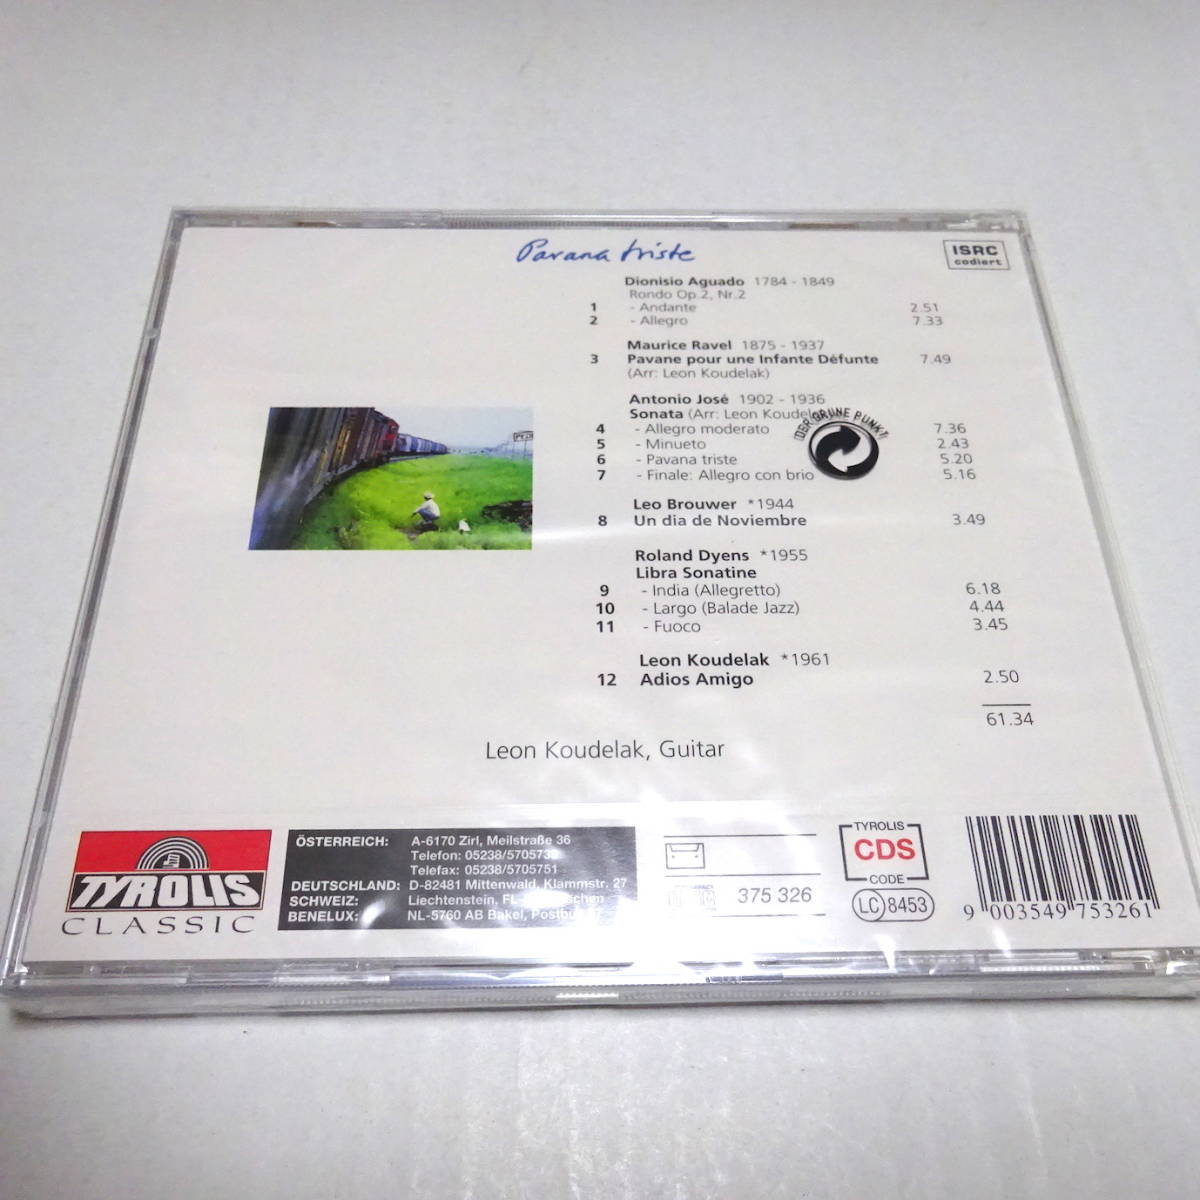 Pavana triste
ISRC
codiert
Dionisio Aguado 1784 - 1849
Rondo Op.2, Nr.2
1 - Andante 2.51
2 - Allegro 7.33
Maurice Ravel 1875 - 1937
3 Pavane pour une Infante Défunte 7.49
(Arr: Leon Koudelak)
Antonio José 1902 - 1936
Sonata (Arr: Leon
DER GRÜNE PUNKT
4 - Allegro moderato 7.36
5 - Minueto 2.43
6 - Pavana triste 5.20
7 - Finale: Allegro con brio 5.16
Leo Brouwer *1944
8 Un dia de Noviembre 3.49
Roland Dyens *1955
Libra Sonatine
9 - India (Allegretto) 6.18
10 - Largo (Balade Jazz) 4.44
11 - Fuoco 3.45
Leon Koudelak *1961
12 Adios Amigo 2.50
61.34
Leon Koudelak, Guitar
TYROLIS
CLASSIC
ÖSTERREICH: A-6170 Zirl, Meilstraße 36
Telefon:
Telefax: 05238/5705751
DEUTSCHLAND: D-82481 Mittenwald, Klammstr. 27
SCHWEIZ: Liechtenstein, FL
BENELUX: NL-5760 AB Bakel,
375 326
TYROLIS
CDS
CODE
LC 8453
9 003549 753261